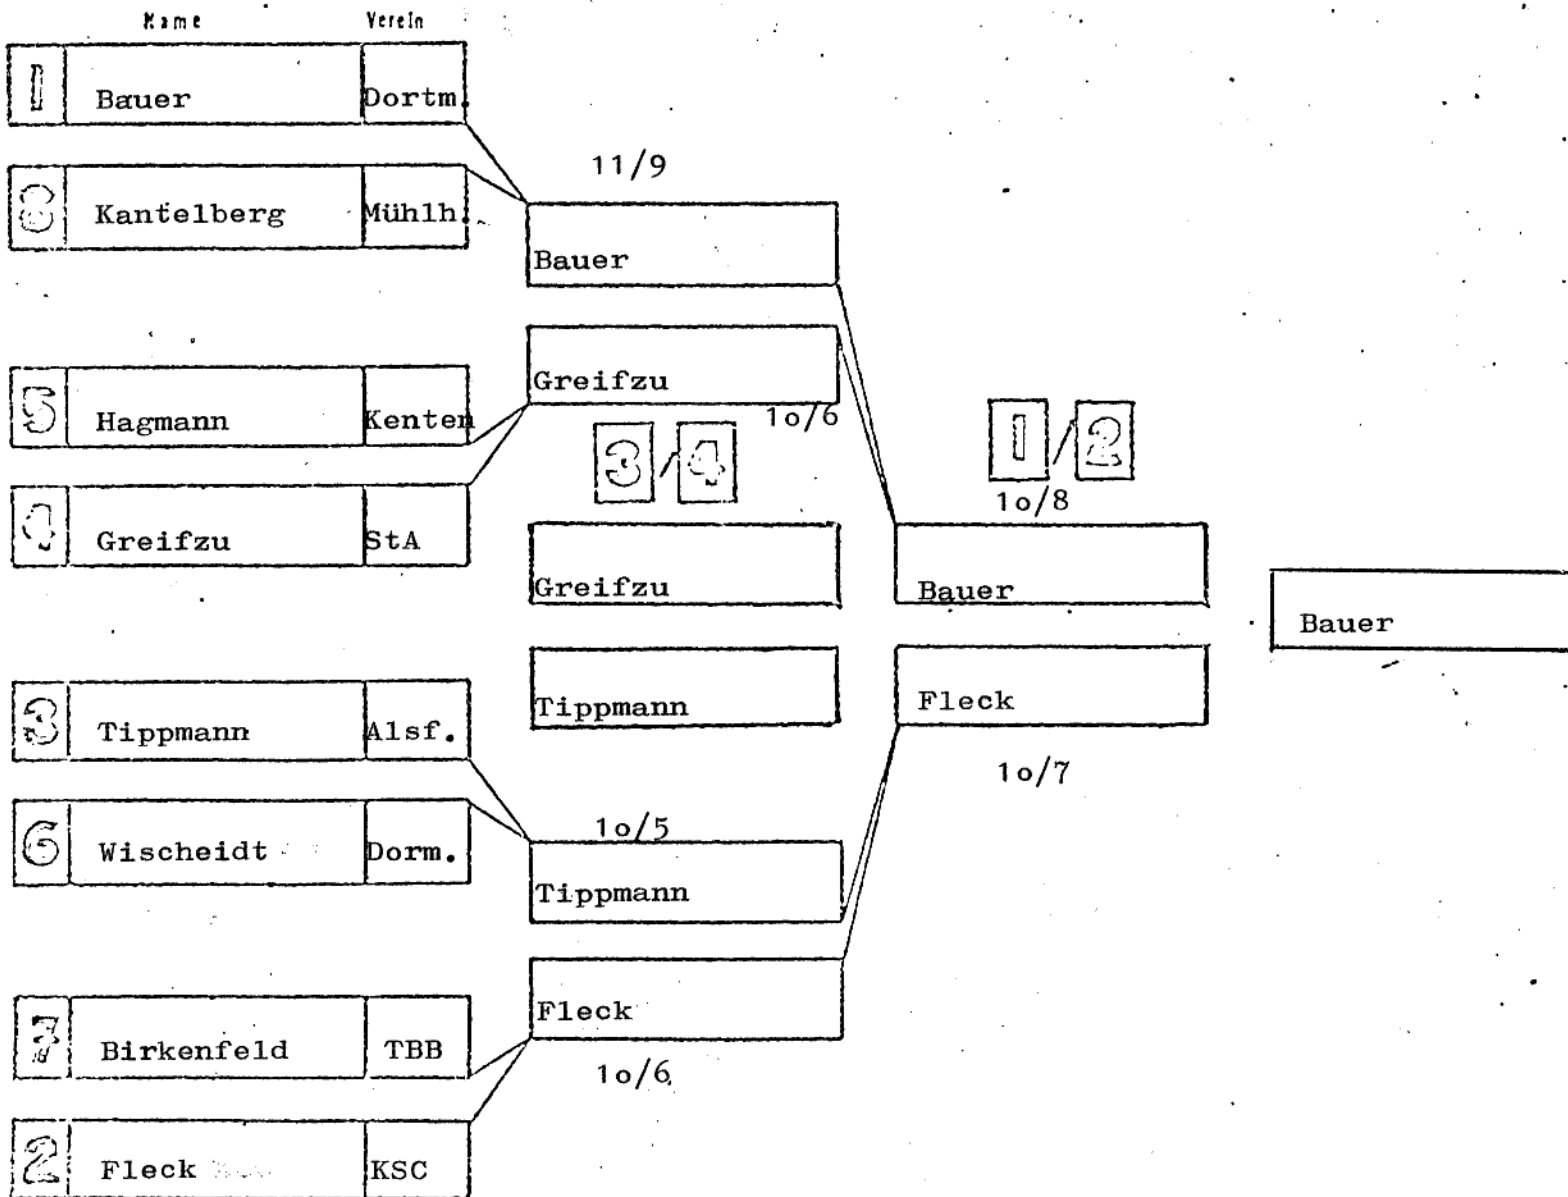 Name Verein
1 Bauer Dortm.
8 Kantelberg Mühlh.
5 Hagmann Kenten
4 Greifzu StA
3 Tippmann Alsf.
6 Wischeidt Dorm.
7 Birkenfeld TBB
2 Fleck KSC
11/9
Bauer
Greifzu
1o/6
3/4
Greifzu
Tippmann
1o/5
Tippmann
Fleck
1o/6
1/2
1o/8
Bauer
Fleck
1o/7
Bauer